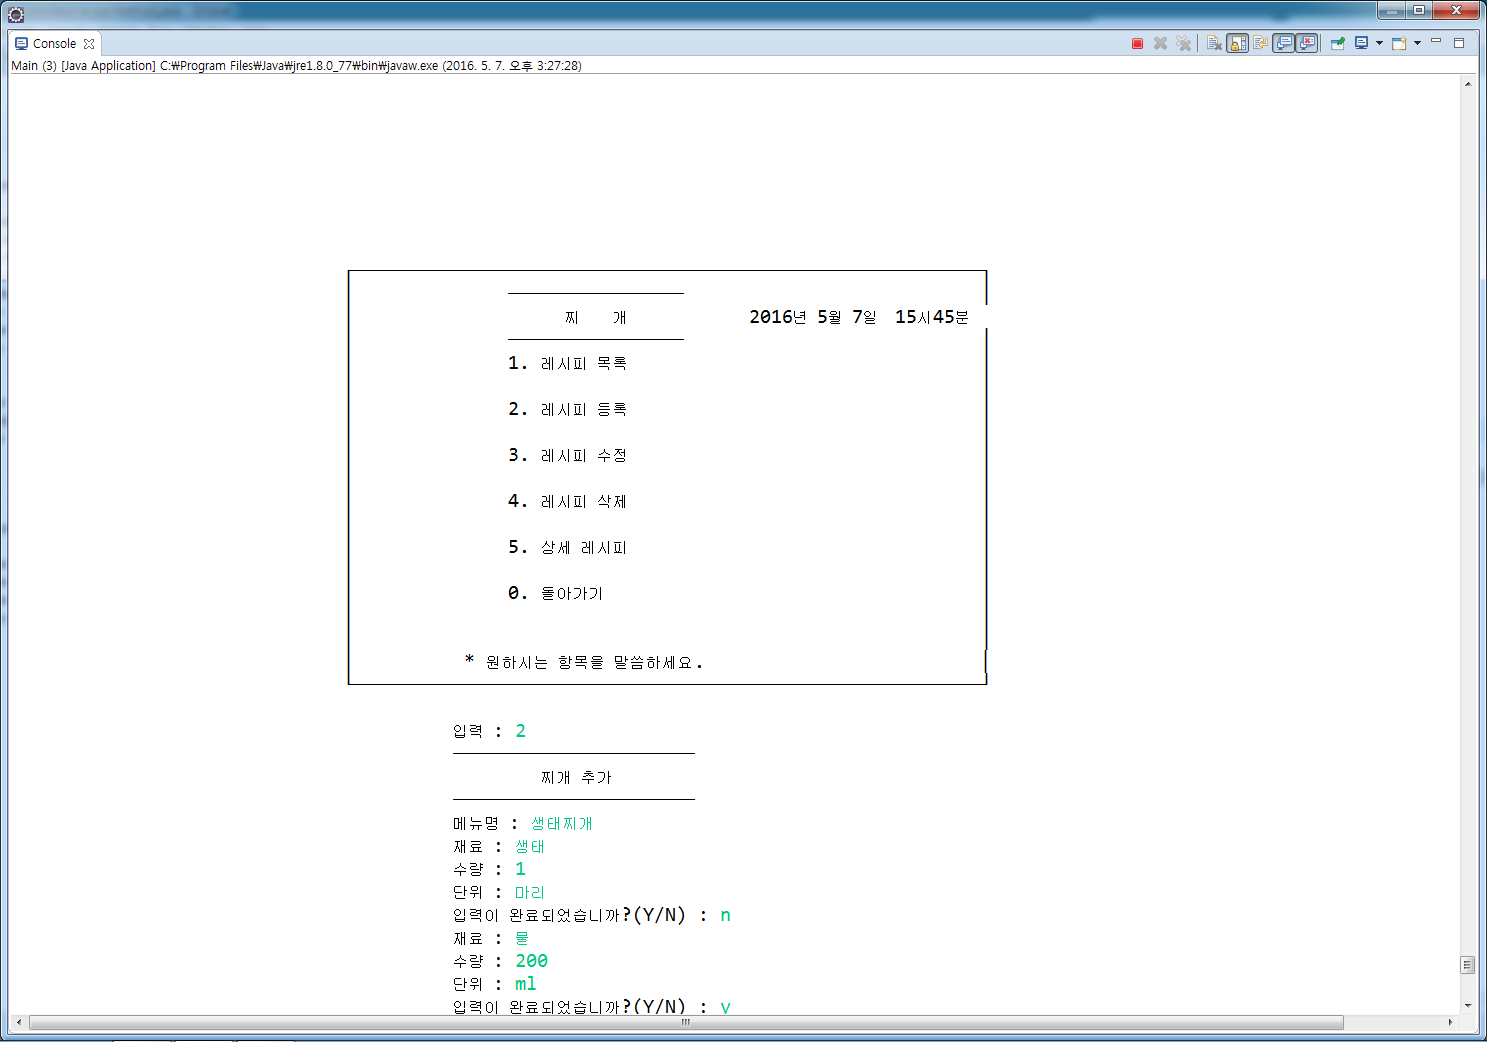 Console
Main (3) [Java Application] C:₩Program Files₩Java₩jre1.8.0_77₩bin₩javaw.exe (2016. 5. 7. 오후 3:27:28)
찌 개 2016년 5월 7일 15시45분
1. 레시피 목록
2. 레시피 등록
3. 레시피 수정
4. 레시피 삭제
5. 상세 레시피
0. 돌아가기
* 원하시는 항목을 말씀하세요.
입력 : 2
찌개 추가
메뉴명 : 생태찌개
재료 : 생태
수량 : 1
단위 : 마리
입력이 완료되었습니까?(Y/N) : n
재료 : 물
수량 : 200
단위 : ml
입력이 완료되었습니까?(Y/N) :